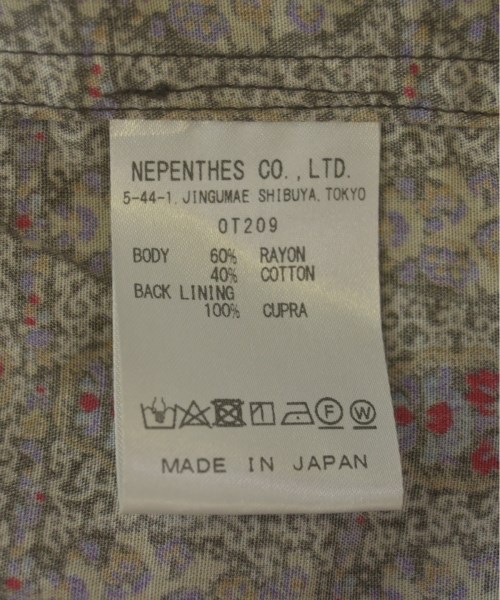 NEPENTHES CO.,LTD.
5-44-1, JINGUMAE SHIBUYA, TOKYO
OT209
BODY 60% RAYON
40% COTTON
BACK LINING
100% CUPRA
F W
MADE IN JAPAN